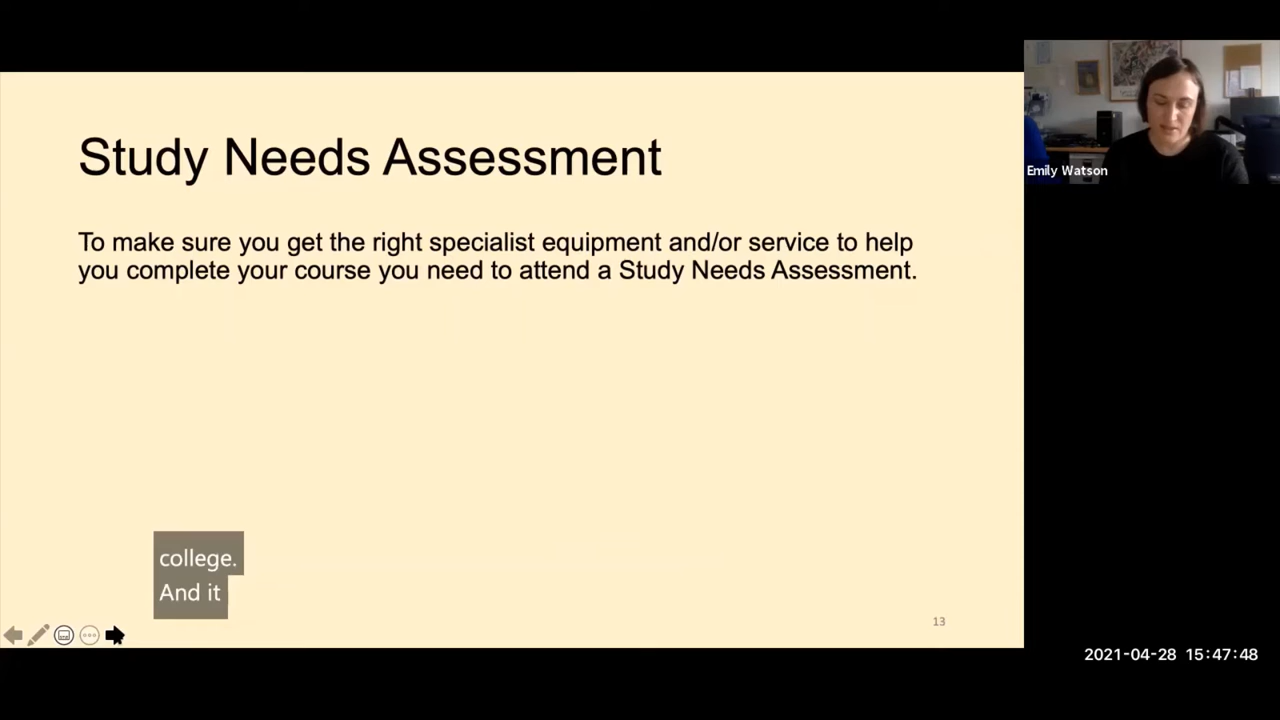 Study Needs Assessment
To make sure you get the right specialist equipment and/or service to help
you complete your course you need to attend a Study Needs Assessment.
college.
And it
13
Emily Watson
2021-04-28 15:47:48